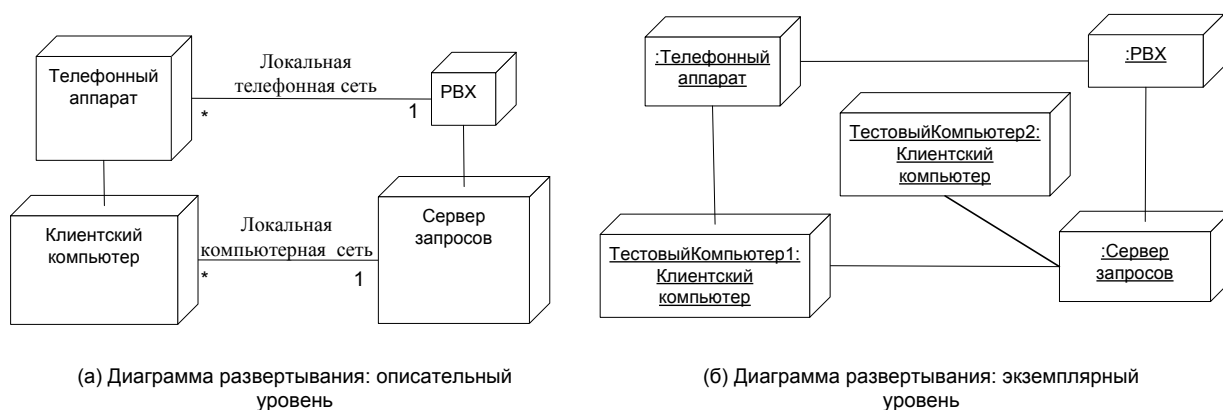 Телефонный
аппарат
Локальная
телефонная сеть
PBX
*
1
Клиентский
компьютер
Локальная
компьютерная сеть
Сервер
запросов
*
1
(а) Диаграмма развертывания: описательный
уровень
:Телефонный
аппарат
:PBX
ТестовыйКомпьютер2:
Клиентский
компьютер
ТестовыйКомпьютер1:
Клиентский
компьютер
:Сервер
запросов
(б) Диаграмма развертывания: экземплярный
уровень